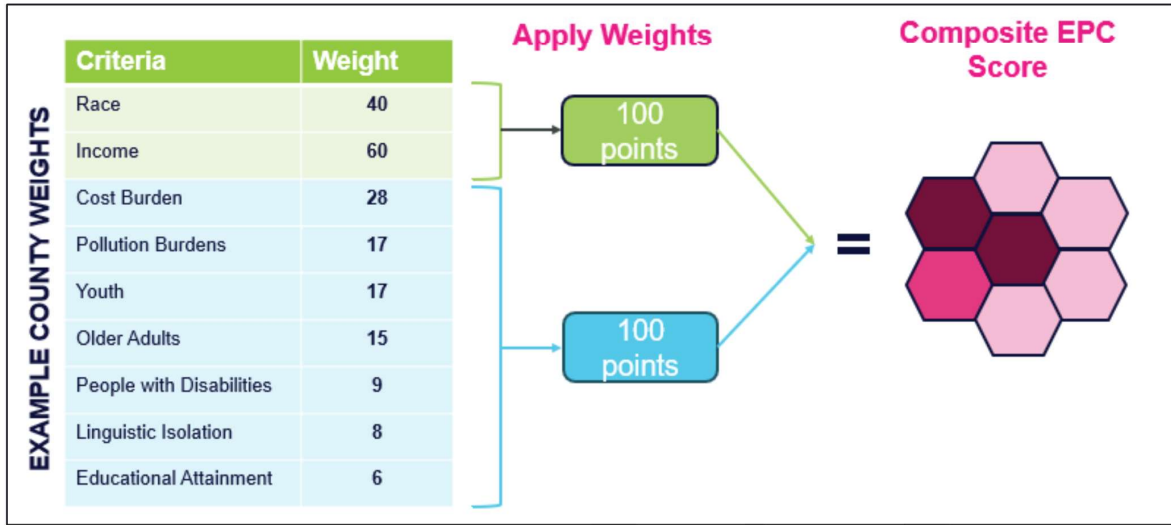 EXAMPLE COUNTY WEIGHTS
Criteria Weight
Race 40
Income 60
Cost Burden 28
Pollution Burdens 17
Youth 17
Older Adults 15
People with Disabilities 9
Linguistic Isolation 8
Educational Attainment 6
Apply Weights
100
points
100
points
=
Composite EPC
Score